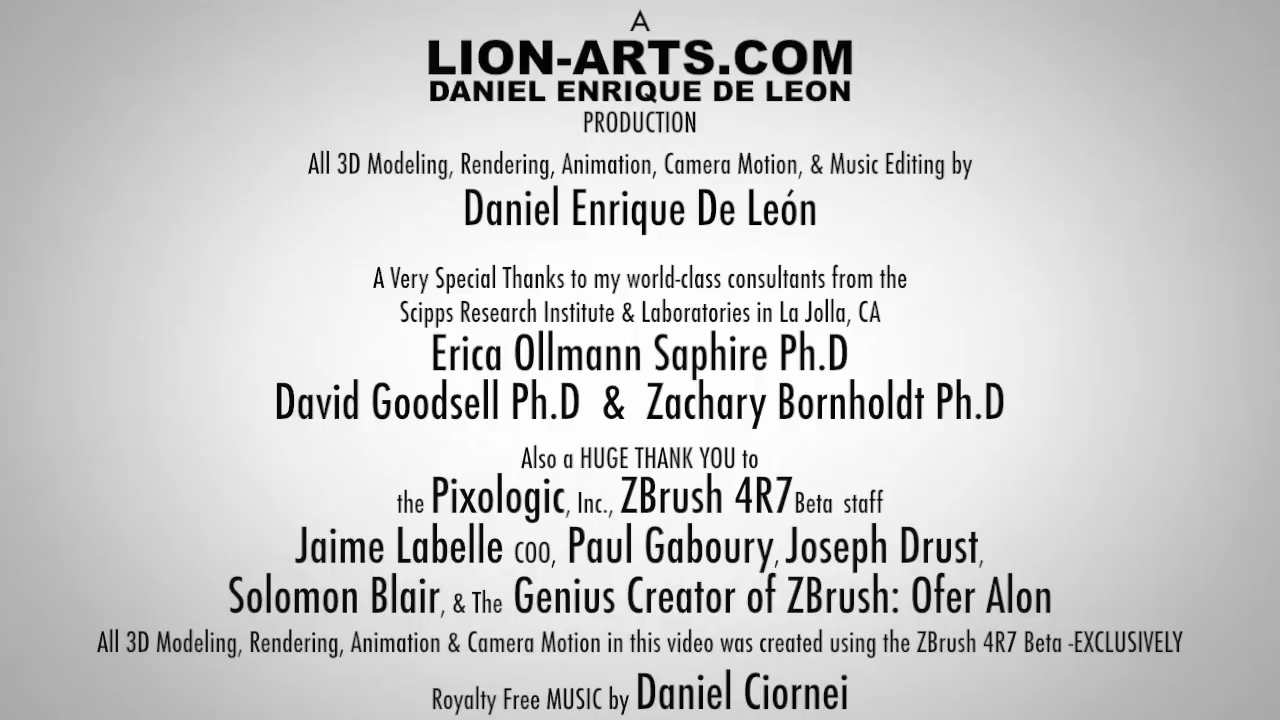 A
LION-ARTS.COM
DANIEL ENRIQUE DE LEON
PRODUCTION
All 3D Modeling, Rendering, Animation, Camera Motion, & Music Editing by
Daniel Enrique De León
A Very Special Thanks to my world-class consultants from the
Scipps Research Institute & Laboratories in La Jolla, CA
Erica Ollmann Saphire Ph.D
David Goodsell Ph.D & Zachary Bornholdt Ph.D
Also a HUGE THANK YOU to
the Pixologic, Inc., ZBrush 4R7 Beta staff
Jaime Labelle COO, Paul Gaboury, Joseph Drust,
Solomon Blair, & The Genius Creator of ZBrush: Ofer Alon
All 3D Modeling, Rendering, Animation & Camera Motion in this video was created using the ZBrush 4R7 Beta -EXCLUSIVELY
Royalty Free MUSIC by Daniel Ciornei